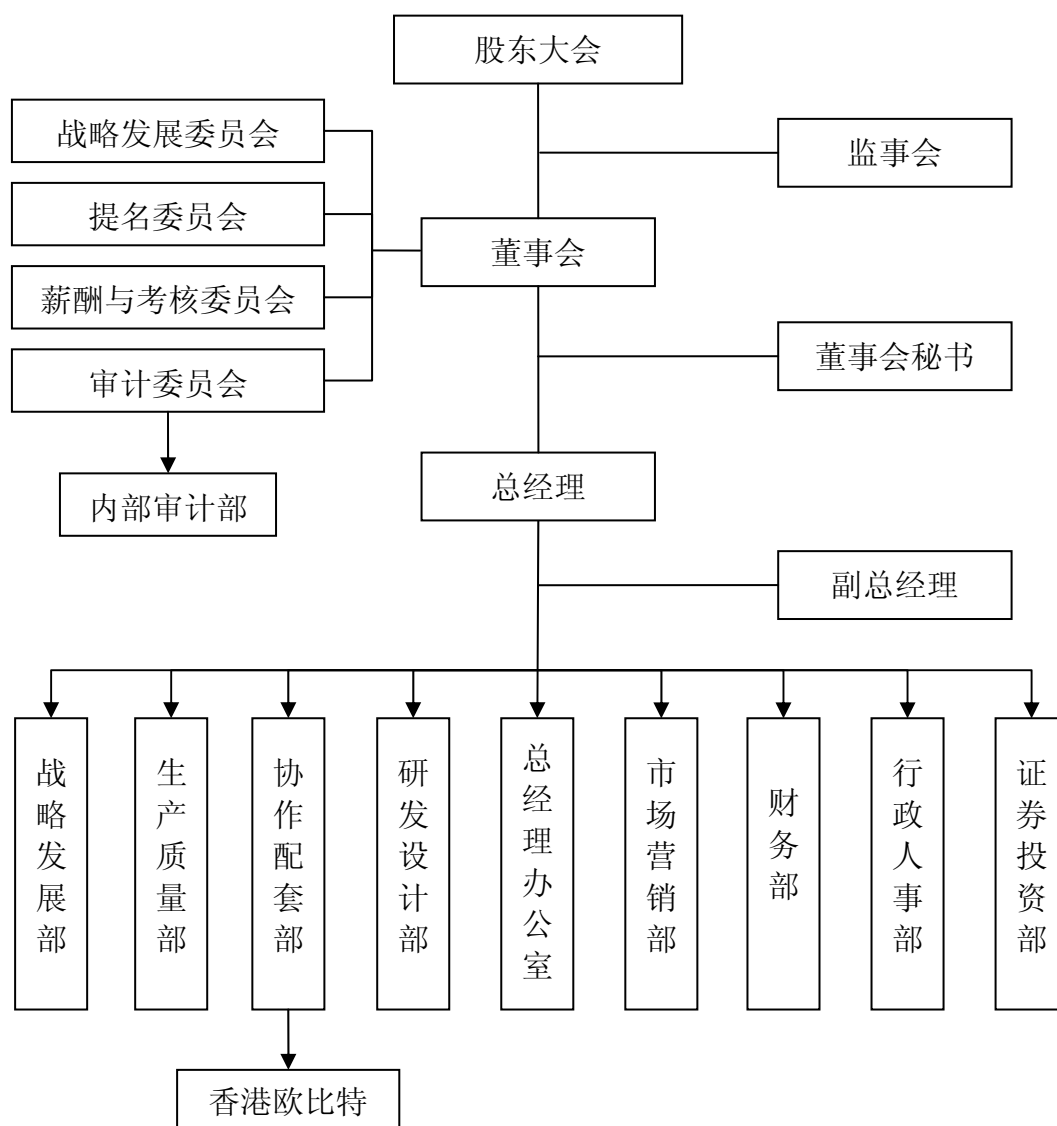 股东大会
战略发展委员会
监事会
提名委员会
董事会
薪酬与考核委员会
审计委员会
董事会秘书
总经理
内部审计部
副总经理
战略发展部
生产质量部
协作配套部
研发设计部
总经理办公室
市场营销部
财务部
行政人事部
证券投资部
香港欧比特